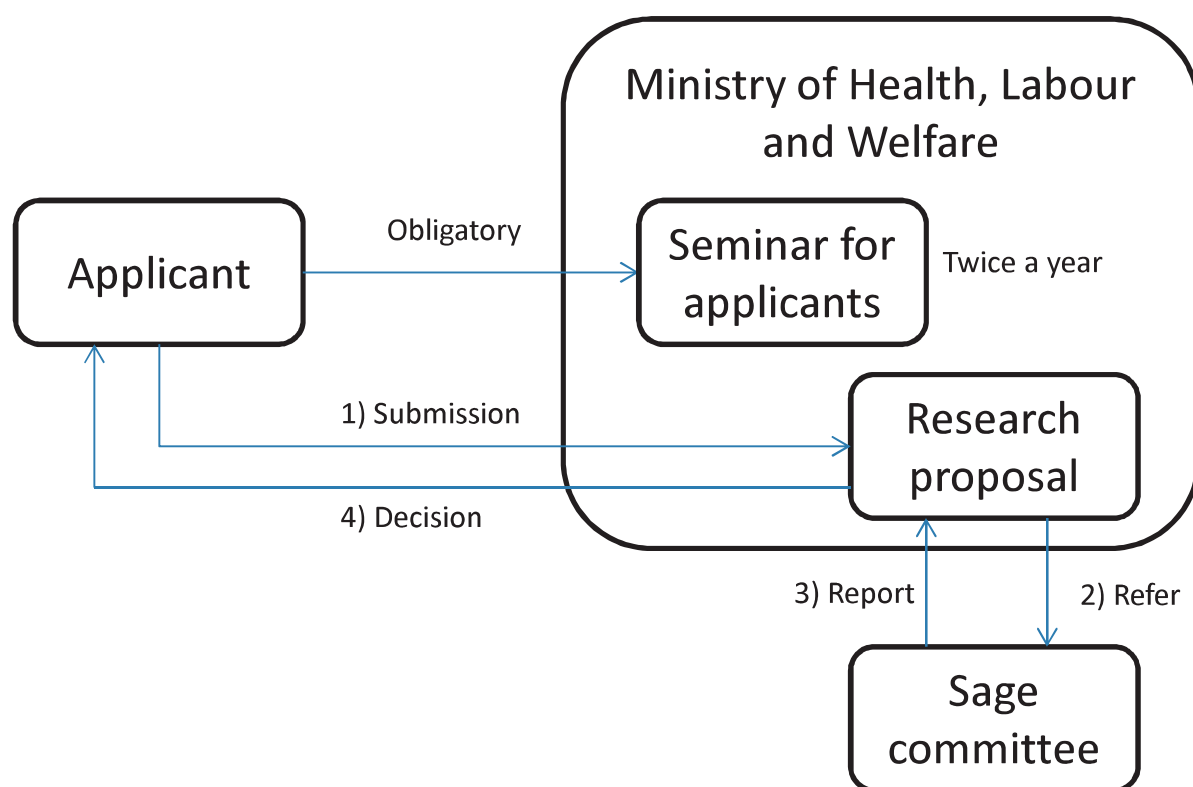 Ministry of Health, Labour
and Welfare
Applicant
Obligatory
Seminar for
applicants
Twice a year
1) Submission
Research
proposal
4) Decision
3) Report
2) Refer
Sage
committee